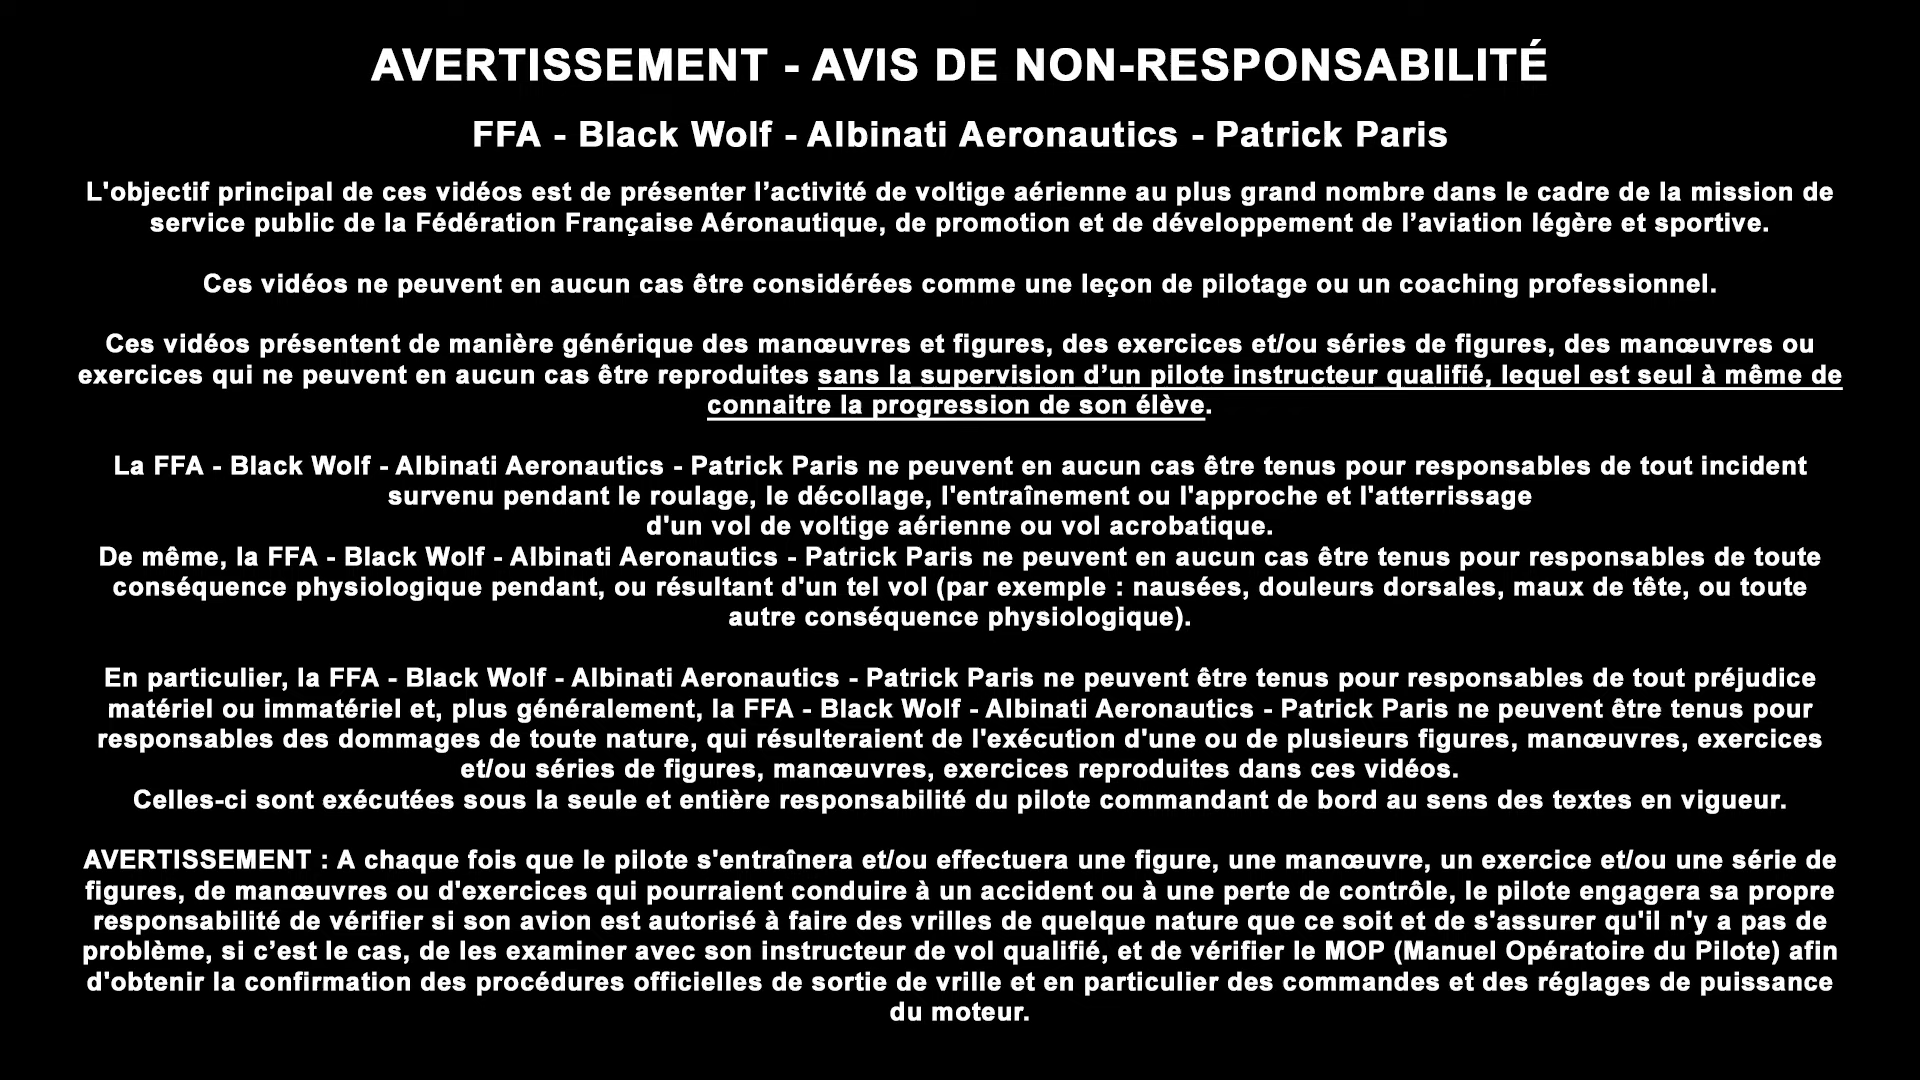 AVERTISSEMENT - AVIS DE NON-RESPONSABILITÉ
FFA - Black Wolf - Albinati Aeronautics - Patrick Paris
L'objectif principal de ces vidéos est de présenter l’activité de voltige aérienne au plus grand nombre dans le cadre de la mission de
service public de la Fédération Française Aéronautique, de promotion et de développement de l’aviation légère et sportive.
Ces vidéos ne peuvent en aucun cas être considérées comme une leçon de pilotage ou un coaching professionnel.
Ces vidéos présentent de manière générique des manœuvres et figures, des exercices et/ou séries de figures, des manœuvres ou
exercices qui ne peuvent en aucun cas être reproduites sans la supervision d’un pilote instructeur qualifié, lequel est seul à même de
connaitre la progression de son élève.
La FFA - Black Wolf - Albinati Aeronautics - Patrick Paris ne peuvent en aucun cas être tenus pour responsables de tout incident
survenu pendant le roulage, le décollage, l'entraînement ou l'approche et l'atterrissage
d'un vol de voltige aérienne ou vol acrobatique.
De même, la FFA - Black Wolf - Albinati Aeronautics - Patrick Paris ne peuvent en aucun cas être tenus pour responsables de toute
conséquence physiologique pendant, ou résultant d'un tel vol (par exemple : nausées, douleurs dorsales, maux de tête, ou toute
autre conséquence physiologique).
En particulier, la FFA - Black Wolf - Albinati Aeronautics - Patrick Paris ne peuvent être tenus pour responsables de tout préjudice
matériel ou immatériel et, plus généralement, la FFA - Black Wolf - Albinati Aeronautics - Patrick Paris ne peuvent être tenus pour
responsables des dommages de toute nature, qui résulteraient de l'exécution d'une ou de plusieurs figures, manœuvres, exercices
et/ou séries de figures, manœuvres, exercices reproduites dans ces vidéos.
Celles-ci sont exécutées sous la seule et entière responsabilité du pilote commandant de bord au sens des textes en vigueur.
AVERTISSEMENT : A chaque fois que le pilote s'entraînera et/ou effectuera une figure, une manœuvre, un exercice et/ou une série de
figures, de manœuvres ou d'exercices qui pourraient conduire à un accident ou à une perte de contrôle, le pilote engagera sa propre
responsabilité de vérifier si son avion est autorisé à faire des vrilles de quelque nature que ce soit et de s'assurer qu'il n'y a pas de
problème, si c’est le cas, de les examiner avec son instructeur de vol qualifié, et de vérifier le MOP (Manuel Opératoire du Pilote) afin
d'obtenir la confirmation des procédures officielles de sortie de vrille et en particulier des commandes et des réglages de puissance
du moteur.